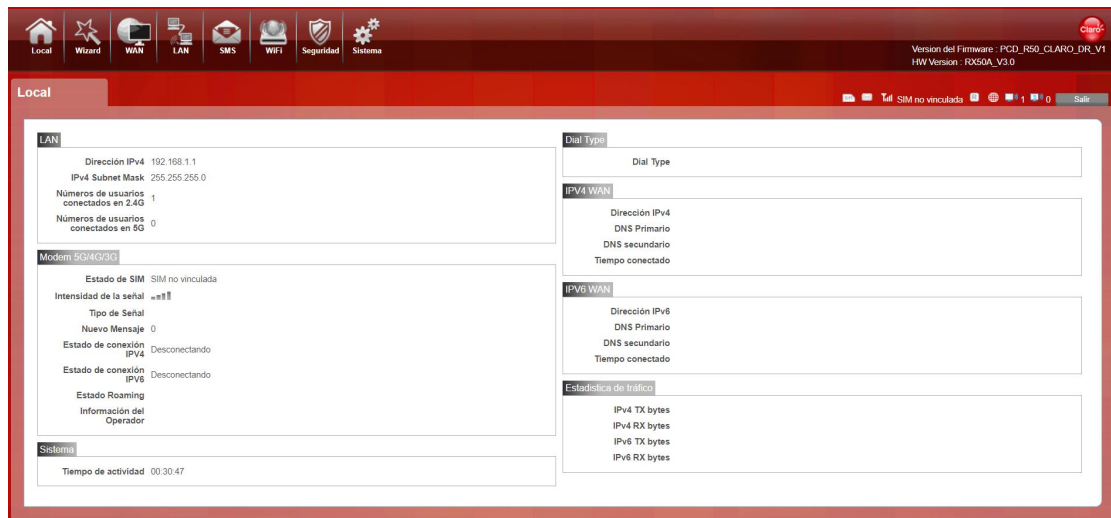 Local Wizard WAN LAN SMS WiFi Seguridad Sistema
Claro-
Version del Firmware : PCD_R50_CLARO_DR_V1
HW Version : RX50A_V3.0
Local
SIM no vinculada 1 0 Salir
LAN
Dirección IPv4 192.168.1.1
IPv4 Subnet Mask 255.255.255.0
Números de usuarios
conectados en 2.4G 1
Números de usuarios
conectados en 5G 0
Modem 5G/4G/3G
Estado de SIM SIM no vinculada
Intensidad de la señal
Tipo de Señal
Nuevo Mensaje 0
Estado de conexión
IPV4 Desconectando
Estado de conexión
IPV6 Desconectando
Estado Roaming
Información del
Operador
Sistema
Tiempo de actividad 00:30:47
Dial Type
Dial Type
IPV4 WAN
Dirección IPv4
DNS Primario
DNS secundario
Tiempo conectado
IPV6 WAN
Dirección IPv6
DNS Primario
DNS secundario
Tiempo conectado
Estadistica de tráfico
IPv4 TX bytes
IPv4 RX bytes
IPv6 TX bytes
IPv6 RX bytes